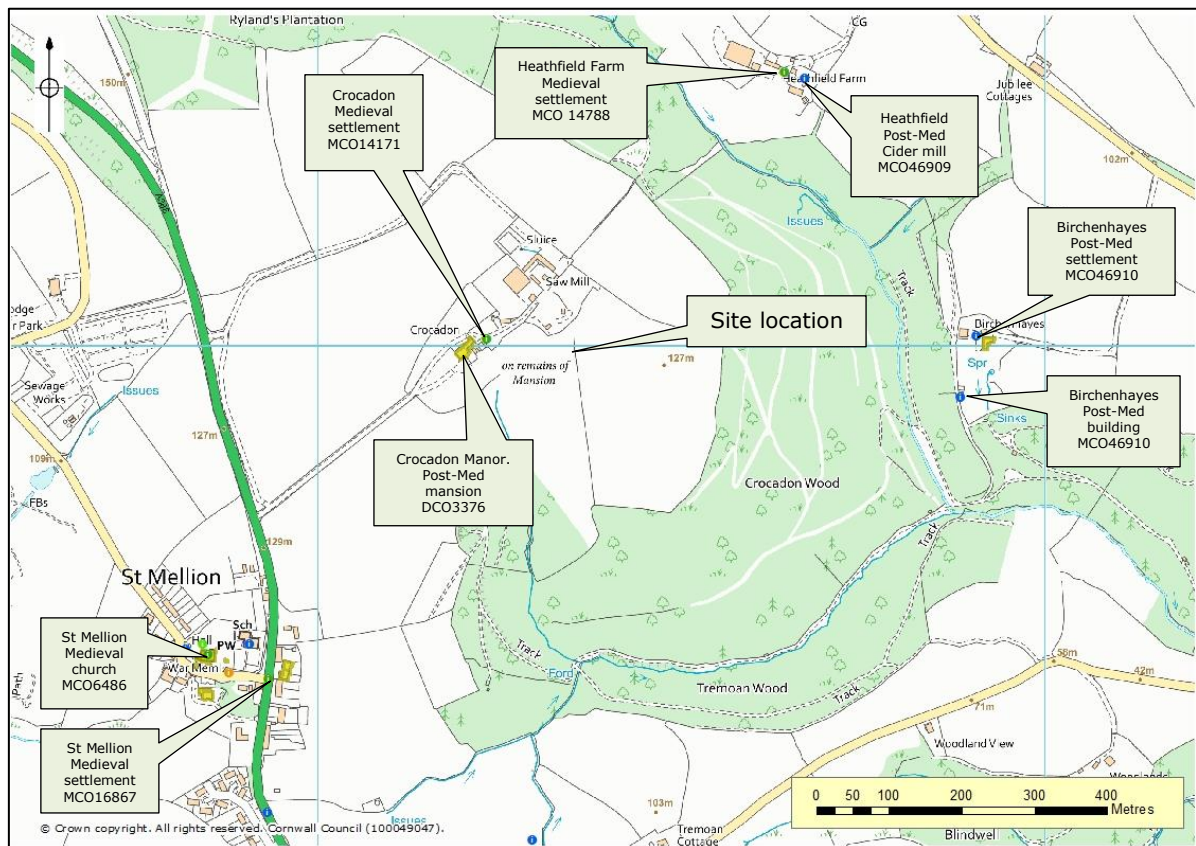 Ryland's Plantation
CG
150m
Heathfield Farm
Medieval
settlement
MCO 14788
Heathfield Farm
Jubilee
Cottages
Crocadon
Medieval
settlement
MCO14171
Heathfield
Post-Med
Cider mill
MCO46909
102m
A388
Issues
Birchenhayes
Post-Med
settlement
MCO46910
Sluice
Saw Mill
Track
Site location
Crocadon
Birchenhayes
on remains of
Mansion
127m
Spr
Sewage
Works
Issues
Sinks
Birchenhayes
Post-Med
building
MCO46910
127m
109m
Crocadon Manor.
Post-Med
mansion
DCO3376
Crocadon Wood
FBs
129m
Track
St Mellion
Sch
Hall
PW
War Mem
St Mellion
Medieval
church
MCO6486
Path
Track
Ford
Tremoan Wood
Track
58m
42m
71m
St Mellion
Medieval
settlement
MCO16867
Woodland View
0 50 100 200 300 400
Metres
103m
Issues
Tremoan
Cottage
Blindwell
© Crown copyright. All rights reserved. Cornwall Council (100049047).